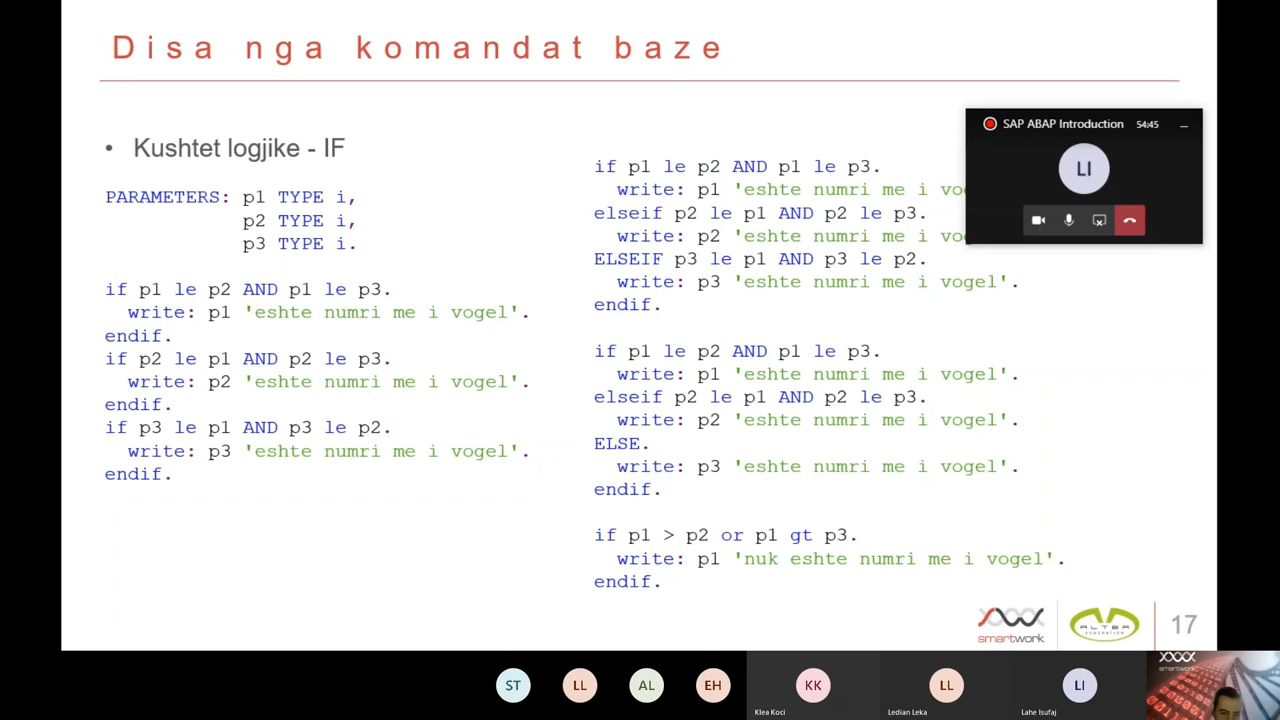 Disa nga komandat baze
• Kushtet logjike - IF
PARAMETERS: p1 TYPE i,
p2 TYPE i,
p3 TYPE i.
if p1 le p2 AND p1 le p3.
write: p1 'eshte numri me i vogel'.
endif.
if p2 le p1 AND p2 le p3.
write: p2 'eshte numri me i vogel'.
endif.
if p3 le p1 AND p3 le p2.
write: p3 'eshte numri me i vogel'.
endif.
if p1 le p2 AND p1 le p3.
write: p1 'eshte numri me i
elseif p2 le p1 AND p2 le p3.
write: p2 'eshte numri me i
ELSEIF p3 le p1 AND p3 le p2.
write: p3 'eshte numri me i vogel'.
endif.
if p1 le p2 AND p1 le p3.
write: p1 'eshte numri me i vogel'.
elseif p2 le p1 AND p2 le p3.
write: p2 'eshte numri me i vogel'.
ELSE.
write: p3 'eshte numri me i vogel'.
endif.
if p1 > p2 or p1 gt p3.
write: p1 'nuk eshte numri me i vogel'.
endif.
SAP ABAP Introduction 54:45
LI
smartwork
ALTER
FEDERATION
17
ST LL AL EH KK LL LI
Klea Koci Ledian Leka Lahe Isufaj
smartwork